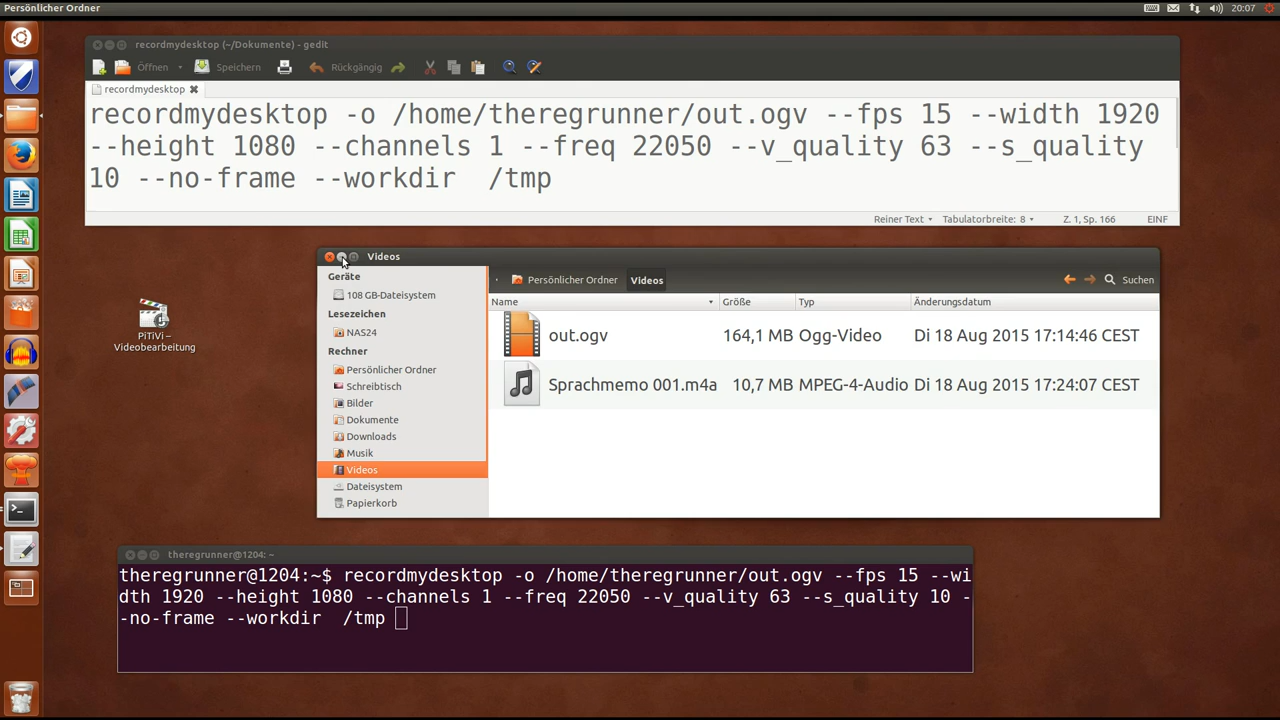 Persönlicher Ordner
20:07
recordmydesktop (~/Dokumente) - gedit
Öffnen
Speichern
Rückgängig
recordmydesktop
recordmydesktop -o /home/theregrunner/out.ogv --fps 15 --width 1920
--height 1080 --channels 1 --freq 22050 --v_quality 63 --s_quality
10 --no-frame --workdir  /tmp
Reiner Text
Tabulatorbreite: 8
Z. 1, Sp. 166
EINF
PiTiVi –
Videobearbeitung
Videos
Geräte
108 GB-Dateisystem
Lesezeichen
NAS24
Rechner
Persönlicher Ordner
Schreibtisch
Bilder
Dokumente
Downloads
Musik
Videos
Dateisystem
Papierkorb
Persönlicher Ordner
Videos
Suchen
Name Größe Typ Änderungsdatum
out.ogv 164,1 MB Ogg-Video Di 18 Aug 2015 17:14:46 CEST
Sprachmemo 001.m4a 10,7 MB MPEG-4-Audio Di 18 Aug 2015 17:24:07 CEST
theregrunner@1204: ~
theregrunner@1204:~$ recordmydesktop -o /home/theregrunner/out.ogv --fps 15 --wi
dth 1920 --height 1080 --channels 1 --freq 22050 --v_quality 63 --s_quality 10 -
-no-frame --workdir  /tmp